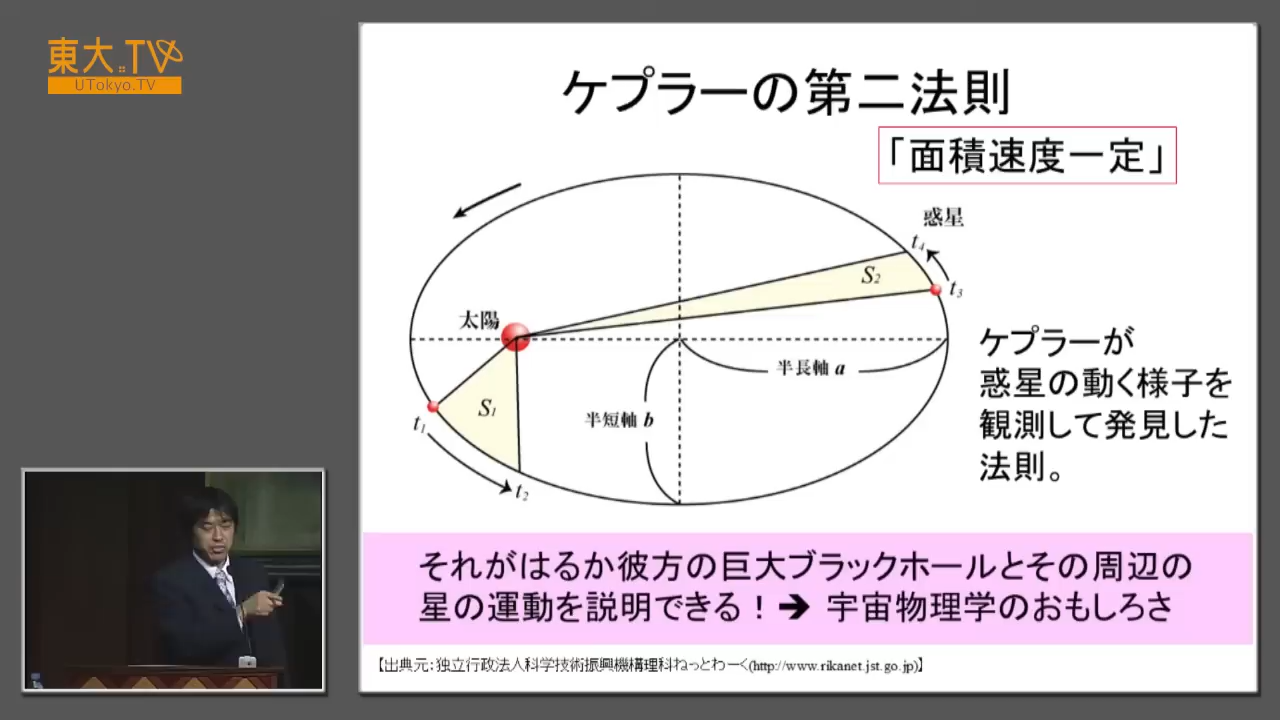 東大.TV
UTokyo.TV
ケプラーの第二法則
「面積速度一定」
惑星
t4
S2
t3
太陽
半長軸 a
S1
半短軸 b
t1
t2
ケプラーが
惑星の動く様子を
観測して発見した
法則。
それがはるか彼方の巨大ブラックホールとその周辺の
星の運動を説明できる！➔ 宇宙物理学のおもしろさ
【出典元:独立行政法人科学技術振興機構理科ねっとわーく(http://www.rikanet.jst.go.jp)】